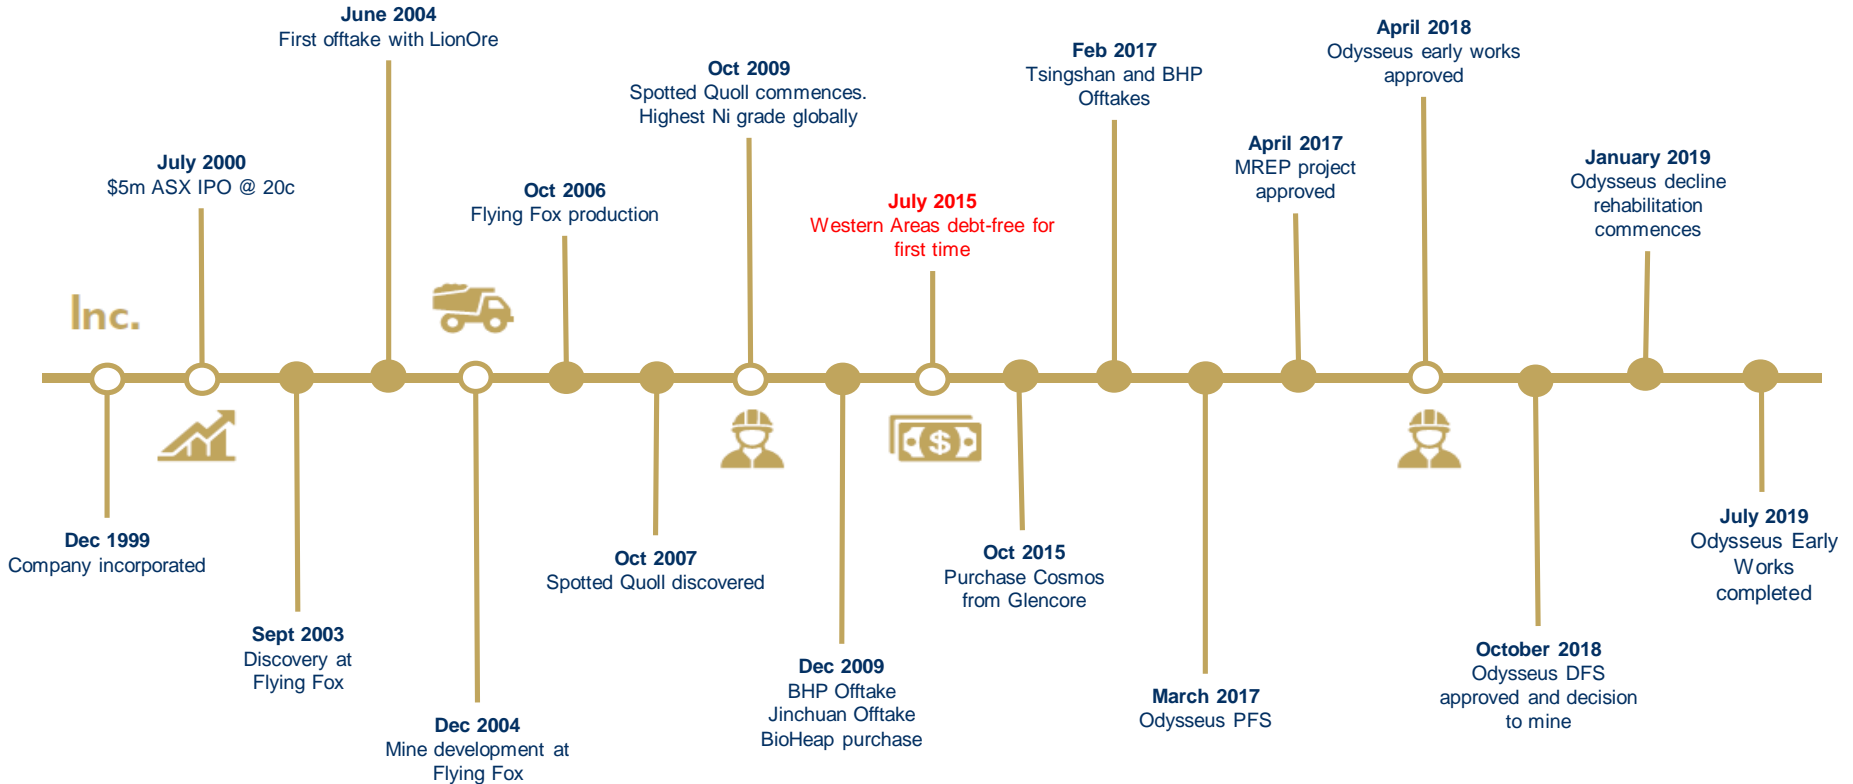 June 2004
First offtake with LionOre
April 2018
Odysseus early works
approved
Feb 2017
Tsingshan and BHP
Offtakes
Oct 2009
Spotted Quoll commences.
Highest Ni grade globally
April 2017
MREP project
approved
January 2019
Odysseus decline
rehabilitation
commences
July 2000
$5m ASX IPO @ 20c
Oct 2006
Flying Fox production
July 2015
Western Areas debt-free for
first time
Inc.
$
Dec 1999
Company incorporated
Sept 2003
Discovery at
Flying Fox
Dec 2004
Mine development at
Flying Fox
Oct 2007
Spotted Quoll discovered
Dec 2009
BHP Offtake
Jinchuan Offtake
BioHeap purchase
Oct 2015
Purchase Cosmos
from Glencore
March 2017
Odysseus PFS
October 2018
Odysseus DFS
approved and decision
to mine
July 2019
Odysseus Early
Works
completed